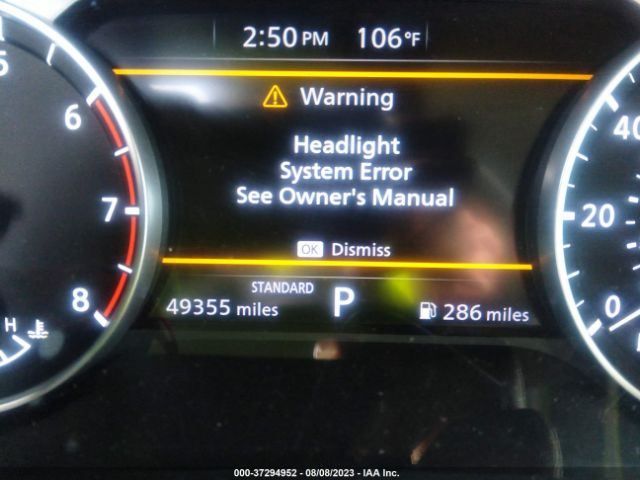 2:50 PM 106°F
5
6
7
8
H
Warning
Headlight
System Error
See Owner's Manual
OK Dismiss
STANDARD
49355 miles P 286 miles
40
20
0
000-37294952 - 08/08/2023 - IAA Inc.